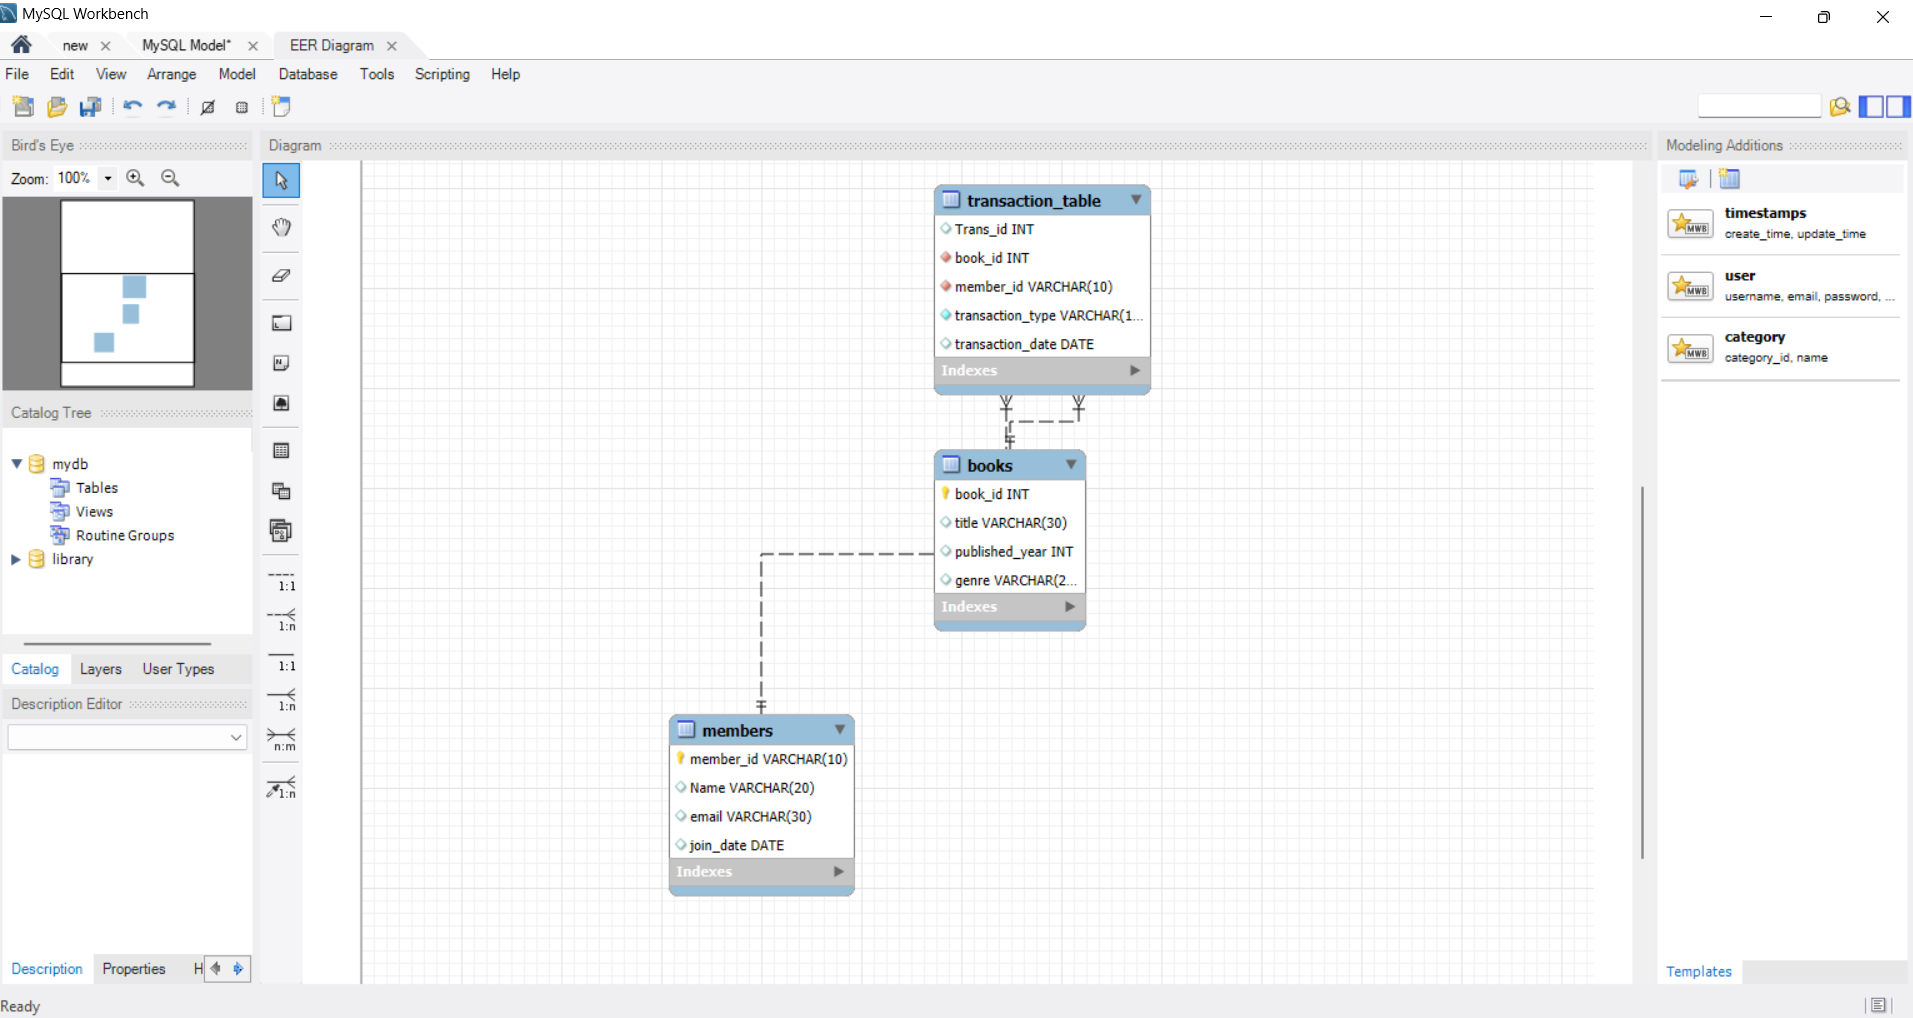 MySQL Workbench
new
MySQL Model*
EER Diagram
File Edit View Arrange Model Database Tools Scripting Help
Bird's Eye
Diagram
Modeling Additions
Zoom: 100%
timestamps
create_time, update_time
user
username, email, password, ...
category
category_id, name
Catalog Tree
mydb
Tables
Views
Routine Groups
library
Catalog Layers User Types
Description Editor
Description Properties H
1:1
1:n
1:1
1:n
n:m
1:n
transaction_table
Trans_id INT
book_id INT
member_id VARCHAR(10)
transaction_type VARCHAR(1...
transaction_date DATE
Indexes
books
book_id INT
title VARCHAR(30)
published_year INT
genre VARCHAR(2...
Indexes
members
member_id VARCHAR(10)
Name VARCHAR(20)
email VARCHAR(30)
join_date DATE
Indexes
MWB
MWB
MWB
Templates
Ready